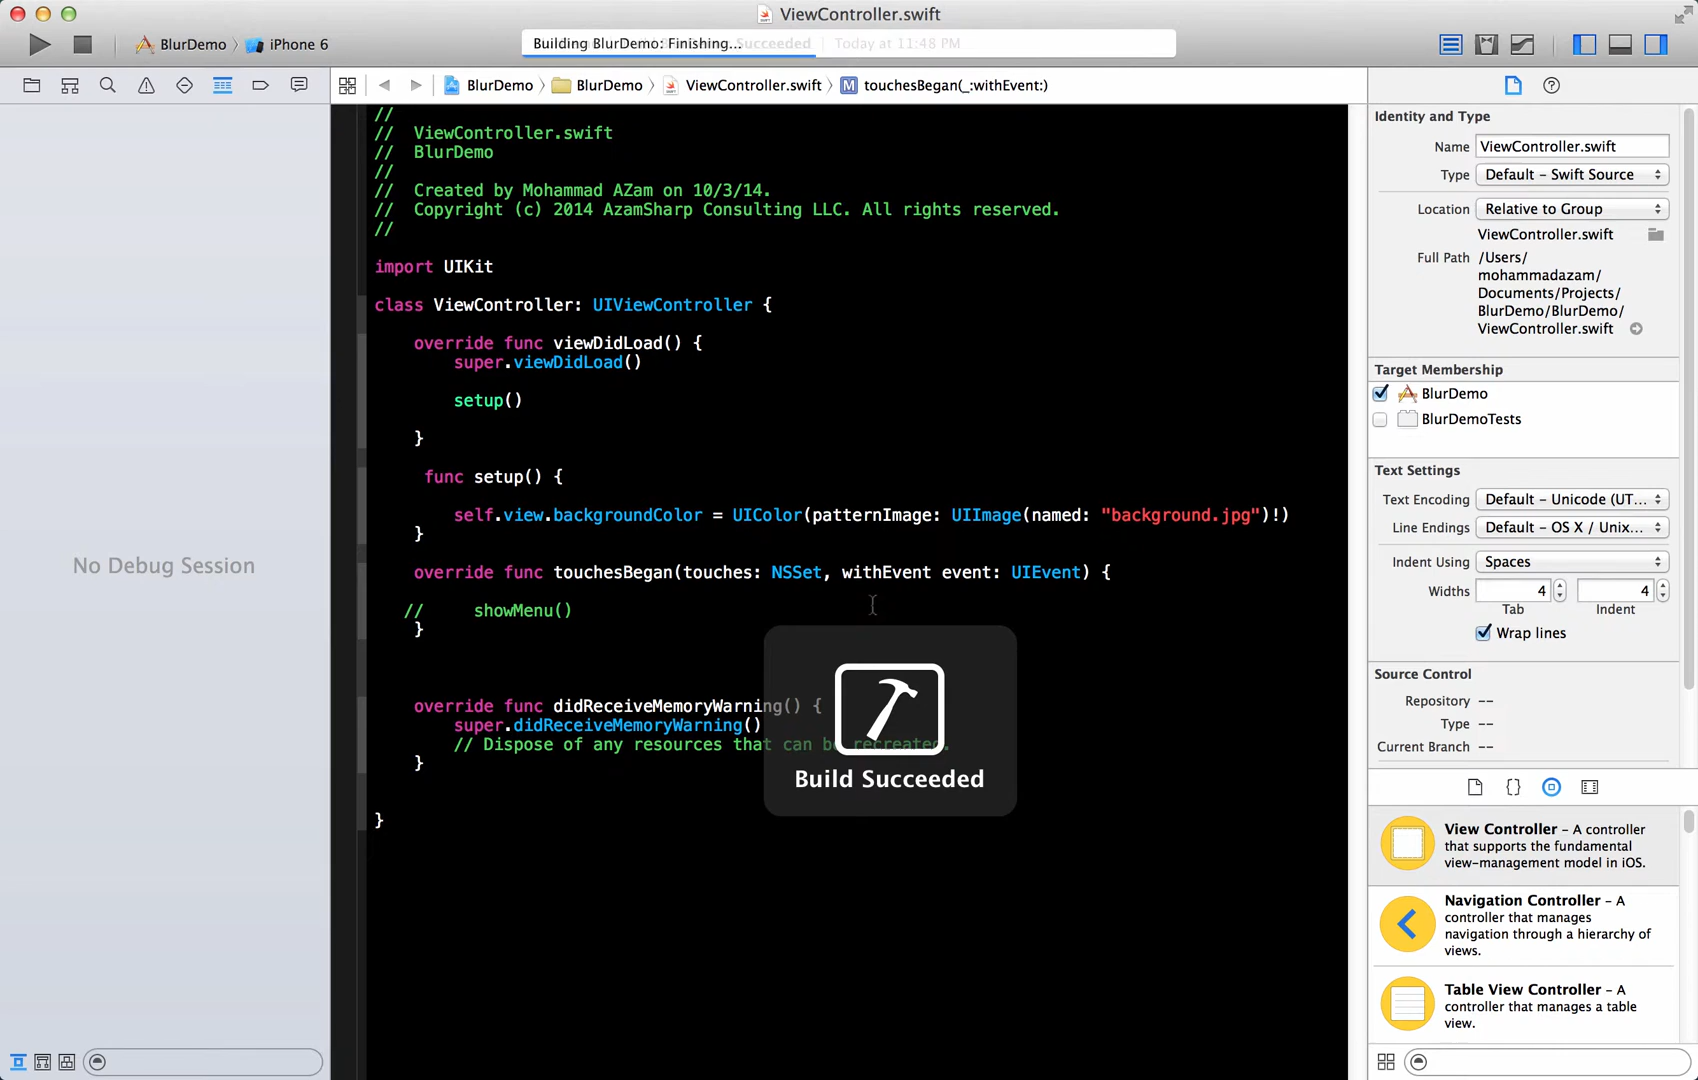 ViewController.swift
BlurDemo
iPhone 6
Building BlurDemo: Finishing...
Succeeded
Today at 11:48 PM
BlurDemo
BlurDemo
ViewController.swift
M
touchesBegan(_:withEvent:)
No Debug Session
//
// ViewController.swift
// BlurDemo
//
// Created by Mohammad AZam on 10/3/14.
// Copyright (c) 2014 AzamSharp Consulting LLC. All rights reserved.
//
import UIKit
class ViewController: UIViewController {
override func viewDidLoad() {
super.viewDidLoad()
setup()
}
func setup() {
self.view.backgroundColor = UIColor(patternImage: UIImage(named: "background.jpg")!)
}
override func touchesBegan(touches: NSSet, withEvent event: UIEvent) {
// showMenu()
}
override func didReceiveMemoryWarning() {
super.didReceiveMemoryWarning()
// Dispose of any resources that can be recreated.
}
}
Build Succeeded
Identity and Type
Name ViewController.swift
Type Default - Swift Source
Location Relative to Group
ViewController.swift
Full Path /Users/
mohammadazam/
Documents/Projects/
BlurDemo/BlurDemo/
ViewController.swift
Target Membership
BlurDemo
BlurDemoTests
Text Settings
Text Encoding Default - Unicode (UT...
Line Endings Default - OS X / Unix...
Indent Using Spaces
Widths 4 4
Tab Indent
Wrap lines
Source Control
Repository --
Type --
Current Branch --
View Controller - A controller
that supports the fundamental
view-management model in iOS.
Navigation Controller - A
controller that manages
navigation through a hierarchy of
views.
Table View Controller - A
controller that manages a table
view.